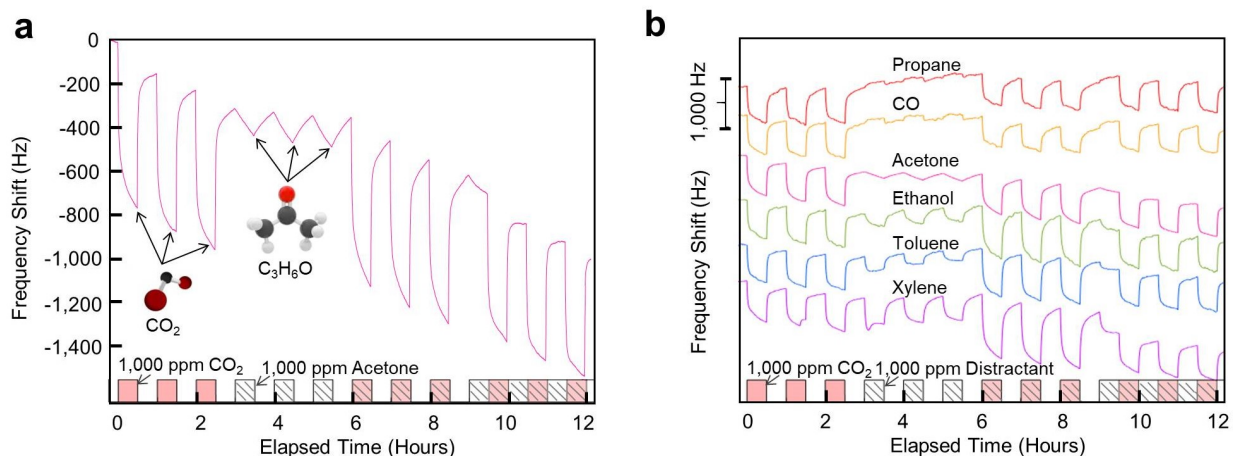 a
0
-200
-400
-600
-800
-1,000
-1,200
-1,400
Frequency Shift (Hz)
CO₂
C₃H₆O
1,000 ppm CO₂
1,000 ppm Acetone
0 2 4 6 8 10 12
Elapsed Time (Hours)
b
1,000 Hz
Frequency Shift (Hz)
Propane
CO
Acetone
Ethanol
Toluene
Xylene
1,000 ppm CO₂
1,000 ppm Distractant
0 2 4 6 8 10 12
Elapsed Time (Hours)